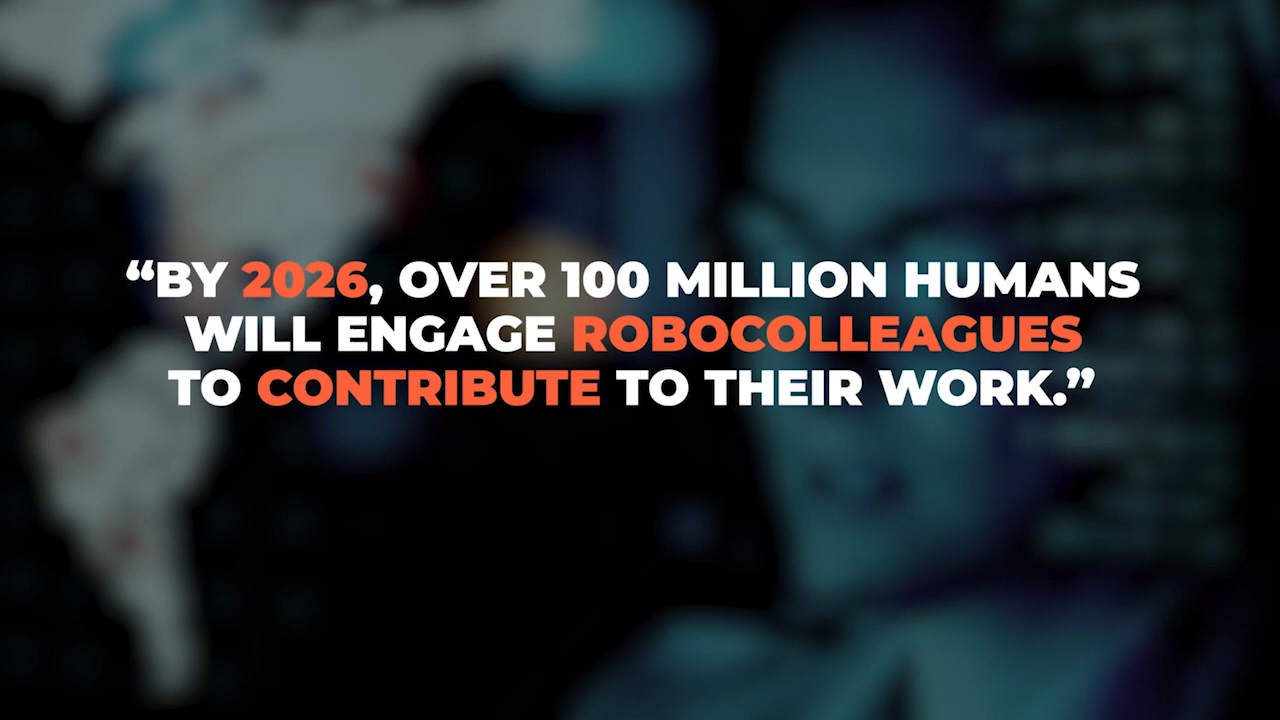 “BY 2026, OVER 100 MILLION HUMANS
WILL ENGAGE ROBOCOLLEAGUES
TO CONTRIBUTE TO THEIR WORK.”